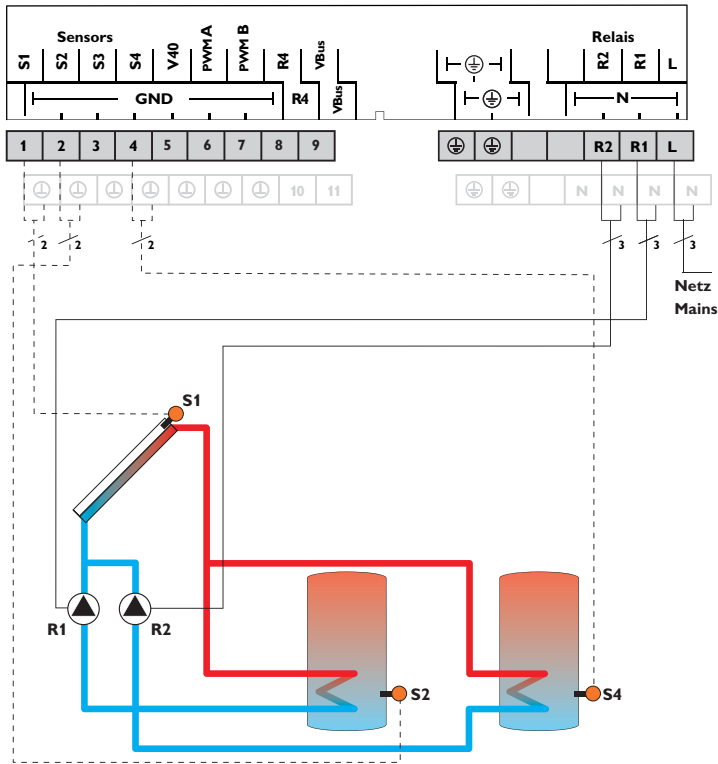 Sensors
Relais
S1 S2 S3 S4 V40 PWM A PWM B R4 VBus
R2 R1 L
GND R4 VBus
N
1 2 3 4 5 6 7 8 9
R2 R1 L
10 11
N N N N
2 2 2
3 3 3
Netz
Mains
S1
R1 R2
S2 S4